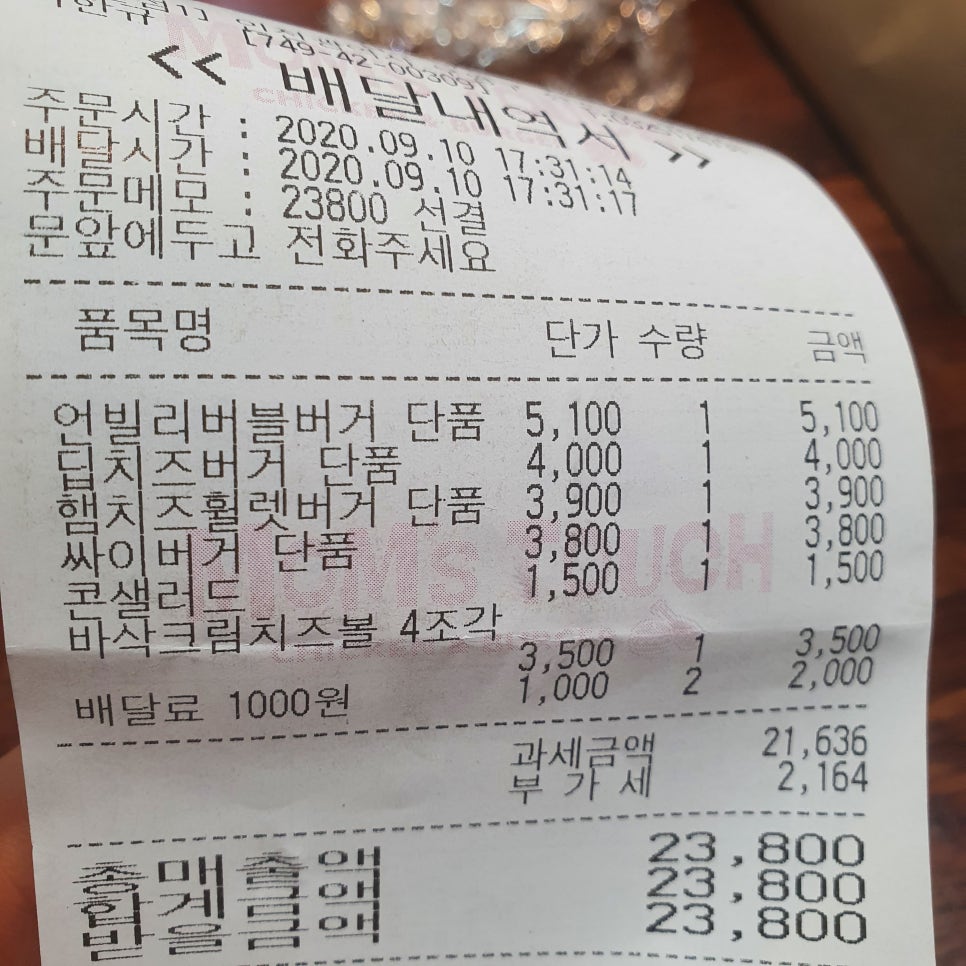 [749-42-00309]
<< 배달내역서 >>
주문시간 : 2020.09.10 17:31:14
배달시간 : 2020.09.10 17:31:17
주문메모 : 23800 선결
문앞에두고 전화주세요
품목명 단가 수량 금액
언빌리버블버거 단품 5,100 1 5,100
딥치즈버거 단품 4,000 1 4,000
햄치즈휠렛버거 단품 3,900 1 3,900
싸이버거 단품 3,800 1 3,800
콘샐러드 1,500 1 1,500
바삭크림치즈볼 4조각
3,500 1 3,500
배달료 1000원 1,000 2 2,000
과세금액 21,636
부 가 세 2,164
총 매 출 액 23,800
합 계 금 액 23,800
받 을 금 액 23,800
MOM'S TOUCH